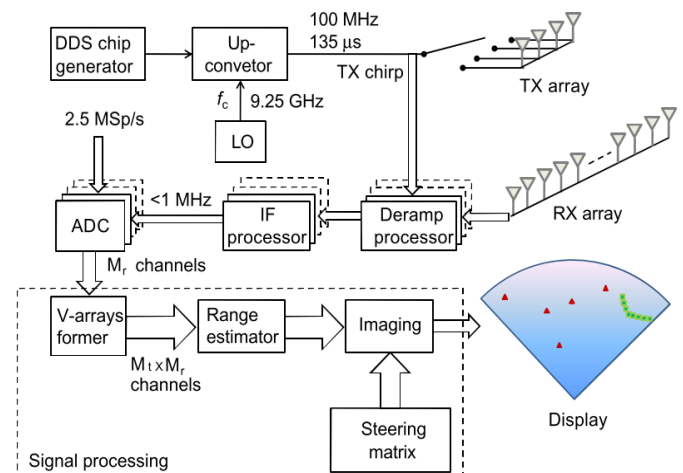 DDS chip
generator
Up-
convetor
100 MHz
135 µs
TX chirp
TX array
fc
9.25 GHz
LO
2.5 MSp/s
ADC
<1 MHz
IF
processor
Deramp
processor
RX array
Mr channels
V-arrays
former
Range
estimator
Imaging
MtxMr
channels
Steering
matrix
Display
Signal processing